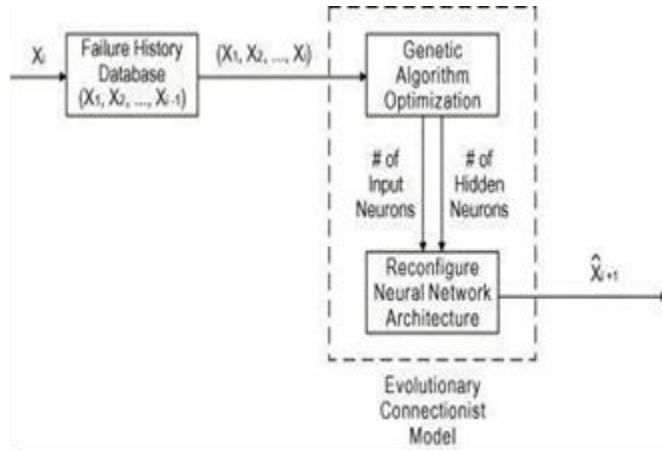 Xi
Failure History
Database
(X1, X2, ..., Xi-1)
(X1, X2, ..., Xi)
Genetic
Algorithm
Optimization
# of
Input
Neurons
# of
Hidden
Neurons
Reconfigure
Neural Network
Architecture
X̂i+1
Evolutionary
Connectionist
Model